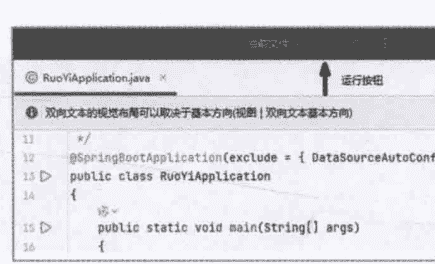 RuoYiApplication.java ×
运行按钮
双向文本的视觉布局可以取决于基本方向(视图 | 双向文本基本方向)
11 */
12 @SpringBootApplication(exclude = { DataSourceAutoConf
13 public class RuoYiApplication
14 {
15 public static void main(String[] args)
16 {